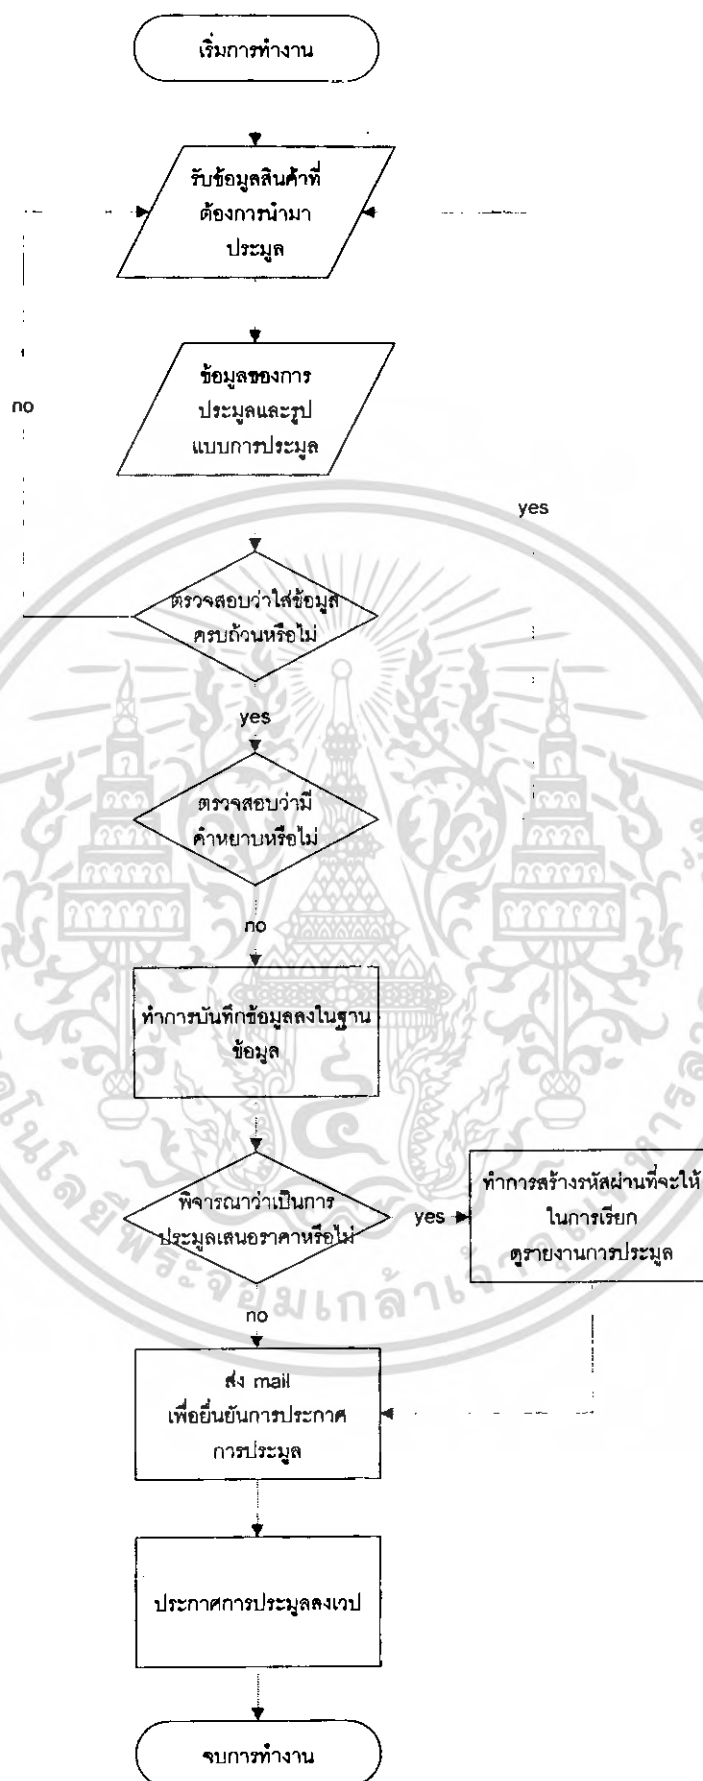 เริ่มการทำงาน
รับข้อมูลสินค้าที่
ต้องการนำมา
ประมูล
ข้อมูลของการ
ประมูลและรูป
แบบการประมูล
no
yes
ตรวจสอบว่าใส่ข้อมูล
ครบถ้วนหรือไม่
yes
ตรวจสอบว่ามี
คำหยาบหรือไม่
no
ทำการบันทึกข้อมูลลงในฐาน
ข้อมูล
พิจารณาว่าเป็นการ
ประมูลเสนอราคาหรือไม่
yes
ทำการสร้างรหัสผ่านที่จะให้
ในการเรียก
ดูรายงานการประมูล
no
ส่ง mail
เพื่อยืนยันการประกาศ
การประมูล
ประกาศการประมูลลงเวป
จบการทำงาน